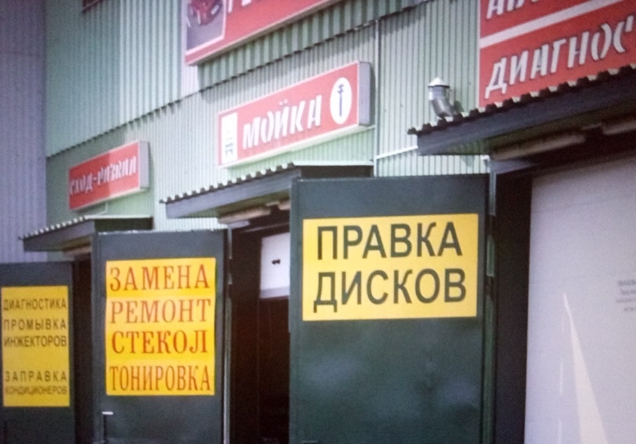 ДИАГНОС
МОЙКА
СХОД-РАЗВАЛ
ПРАВКА
ДИСКОВ
ЗАМЕНА
РЕМОНТ
СТЕКОЛ
ТОНИРОВКА
ДИАГНОСТИКА
ПРОМЫВКА
ИНЖЕКТОРОВ
ЗАПРАВКА
КОНДИЦИОНЕРОВ